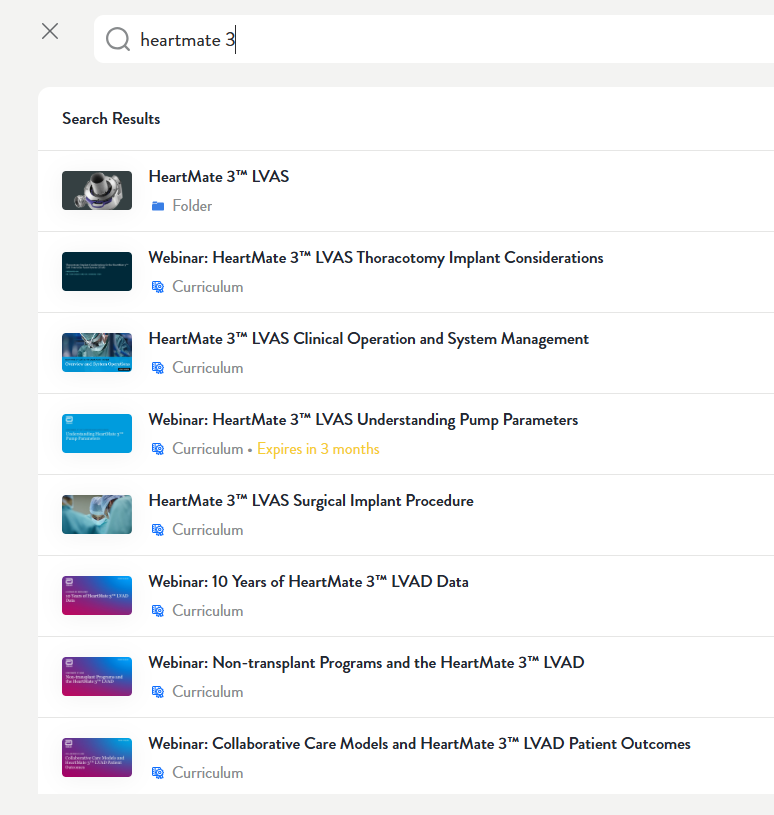 heartmate 3
Search Results
HeartMate 3™ LVAS
Folder
Webinar: HeartMate 3™ LVAS Thoracotomy Implant Considerations
Curriculum
HeartMate 3™ LVAS Clinical Operation and System Management
Curriculum
Webinar: HeartMate 3™ LVAS Understanding Pump Parameters
Curriculum • Expires in 3 months
HeartMate 3™ LVAS Surgical Implant Procedure
Curriculum
Webinar: 10 Years of HeartMate 3™ LVAD Data
Curriculum
Webinar: Non-transplant Programs and the HeartMate 3™ LVAD
Curriculum
Webinar: Collaborative Care Models and HeartMate 3™ LVAD Patient Outcomes
Curriculum